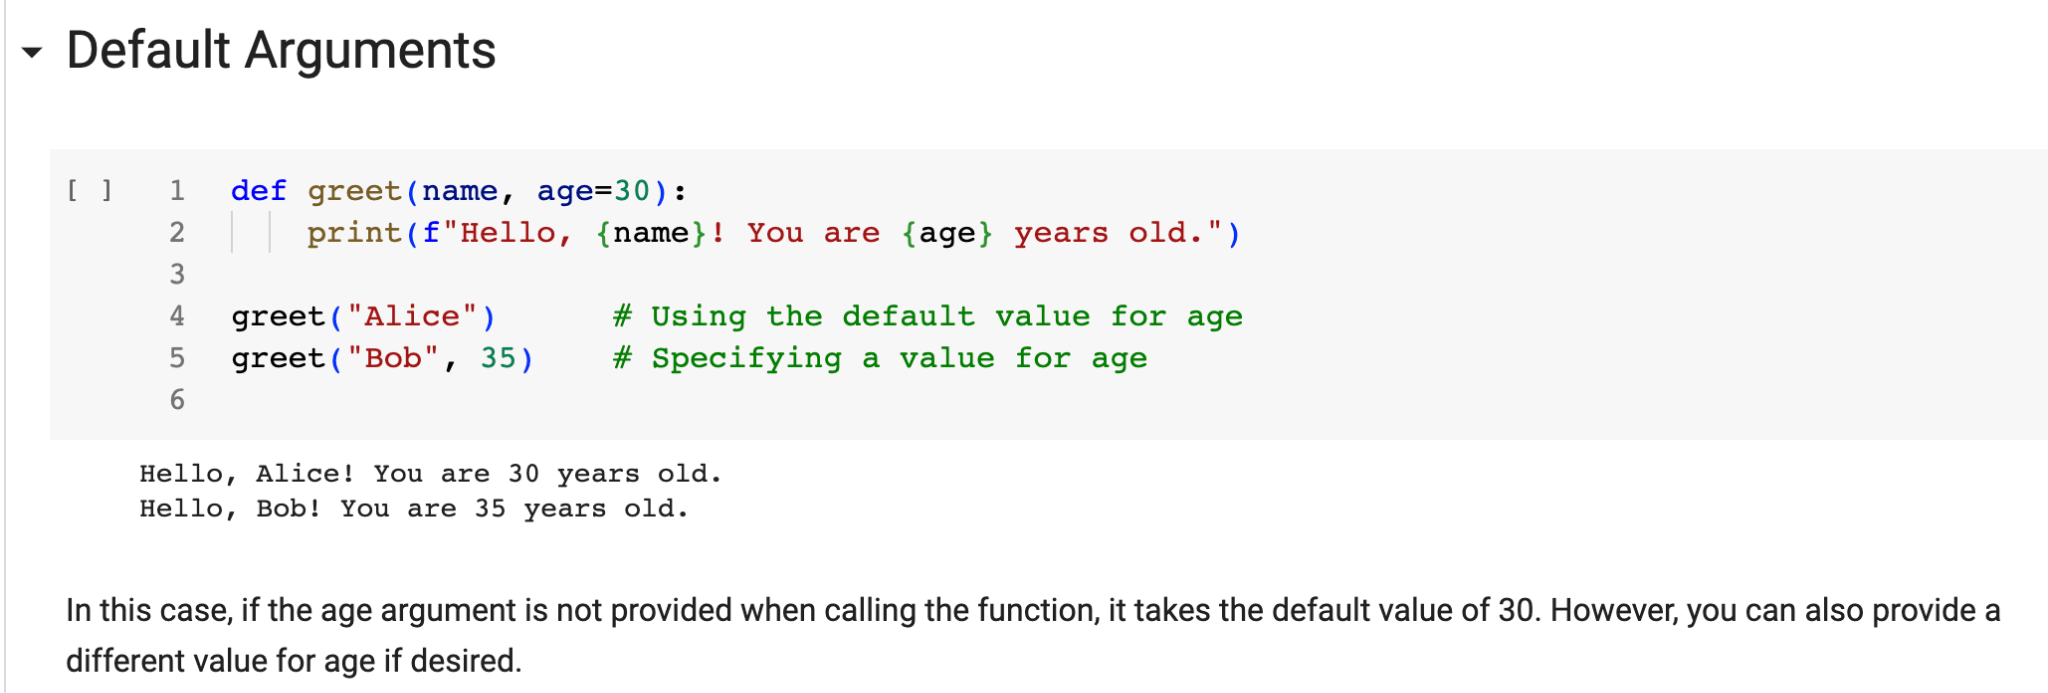 Default Arguments
[ ] 1 def greet(name, age=30):
2 print(f"Hello, {name}! You are {age} years old.")
3
4 greet("Alice")      # Using the default value for age
5 greet("Bob", 35)    # Specifying a value for age
6
Hello, Alice! You are 30 years old.
Hello, Bob! You are 35 years old.
In this case, if the age argument is not provided when calling the function, it takes the default value of 30. However, you can also provide a
different value for age if desired.